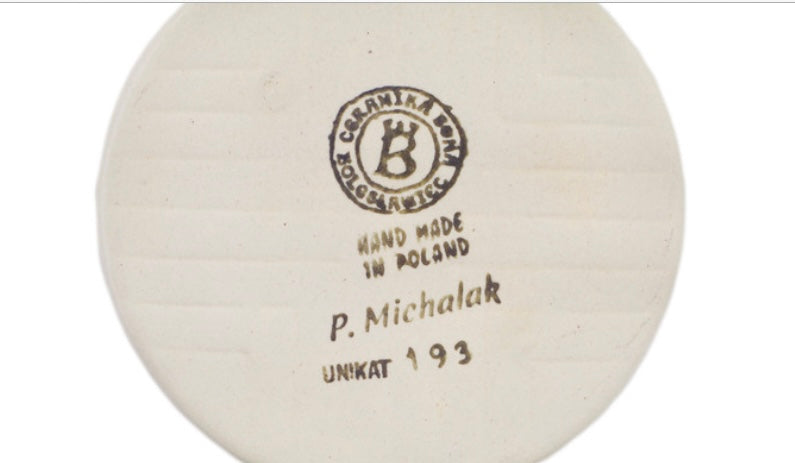 CERAMIKA BONA
BOLESŁAWIEC
B
HAND MADE
IN POLAND
P. Michalak
UNIKAT 193